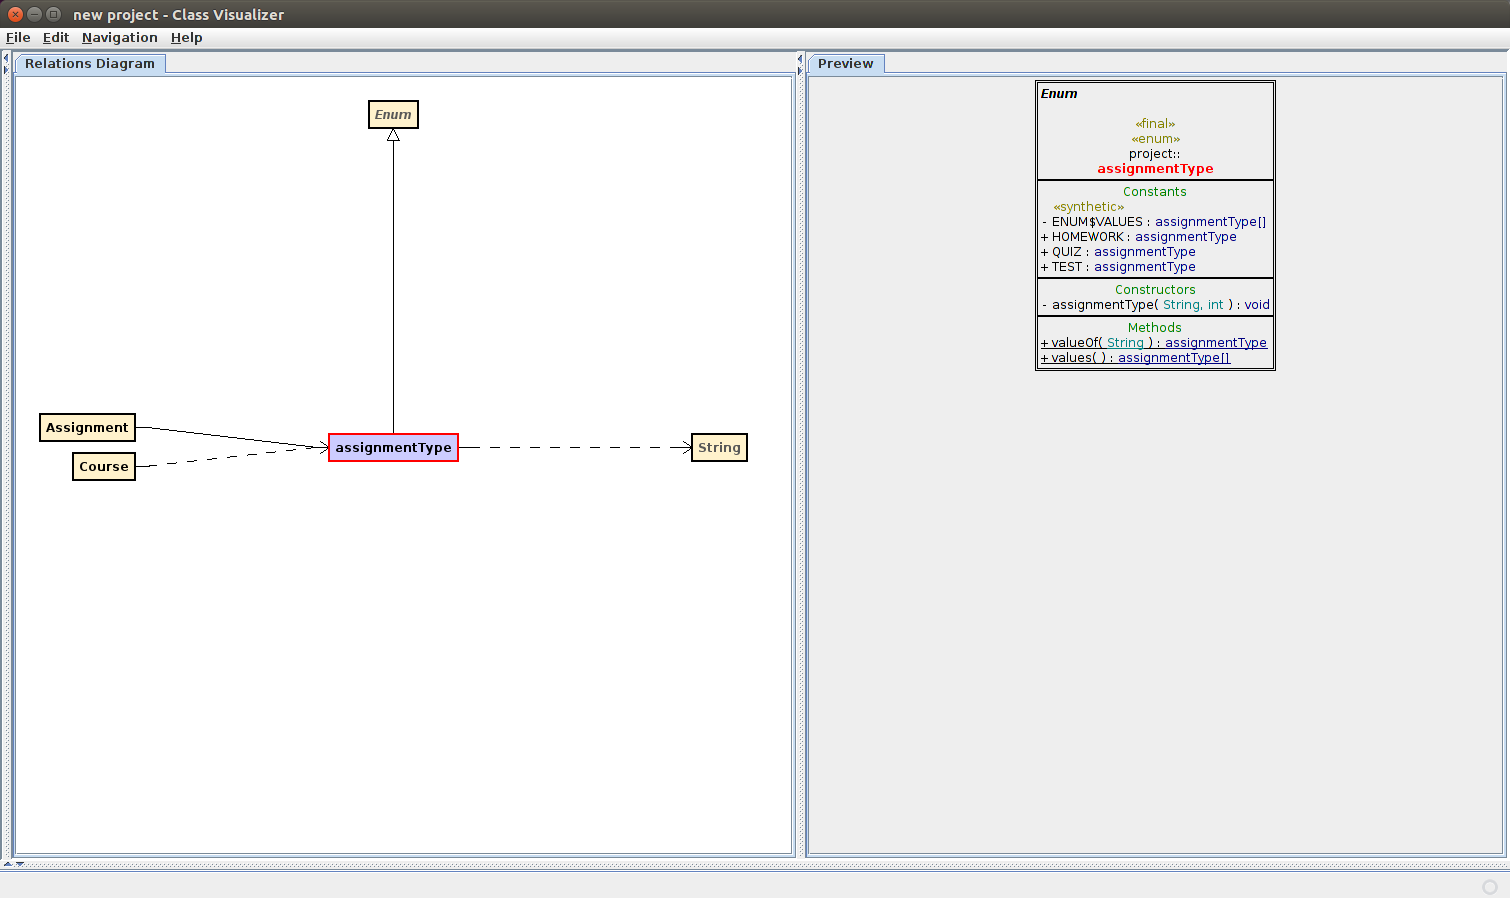 new project - Class Visualizer
File Edit Navigation Help
Relations Diagram
Enum
Assignment
Course
assignmentType
String
Preview
Enum
«final»
«enum»
project::
assignmentType
Constants
«synthetic»
- ENUM$VALUES : assignmentType[]
+ HOMEWORK : assignmentType
+ QUIZ : assignmentType
+ TEST : assignmentType
Constructors
- assignmentType( String, int ) : void
Methods
+ valueOf( String ) : assignmentType
+ values( ) : assignmentType[]